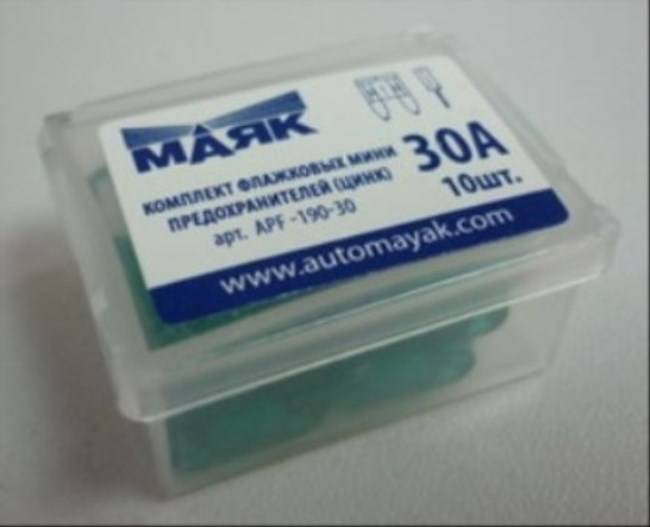 МАЯК
КОМПЛЕКТ ФЛАЖКОВЫХ МИНИ
ПРЕДОХРАНИТЕЛЕЙ (ЦИНК)
арт. APF -190-30
30А
10шт.
www.automayak.com